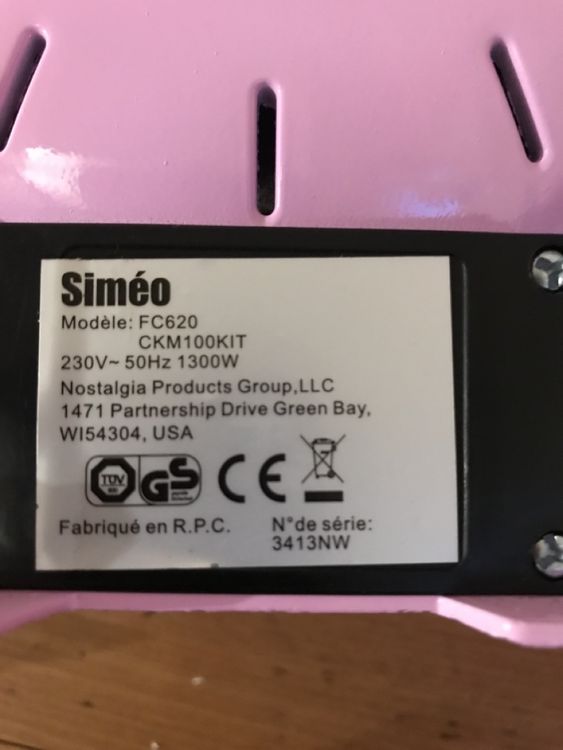 Siméo
Modèle: FC620
CKM100KIT
230V~ 50Hz 1300W
Nostalgia Products Group,LLC
1471 Partnership Drive Green Bay,
WI54304, USA
TÜV GS CE
Fabriqué en R.P.C. N°de série:
3413NW